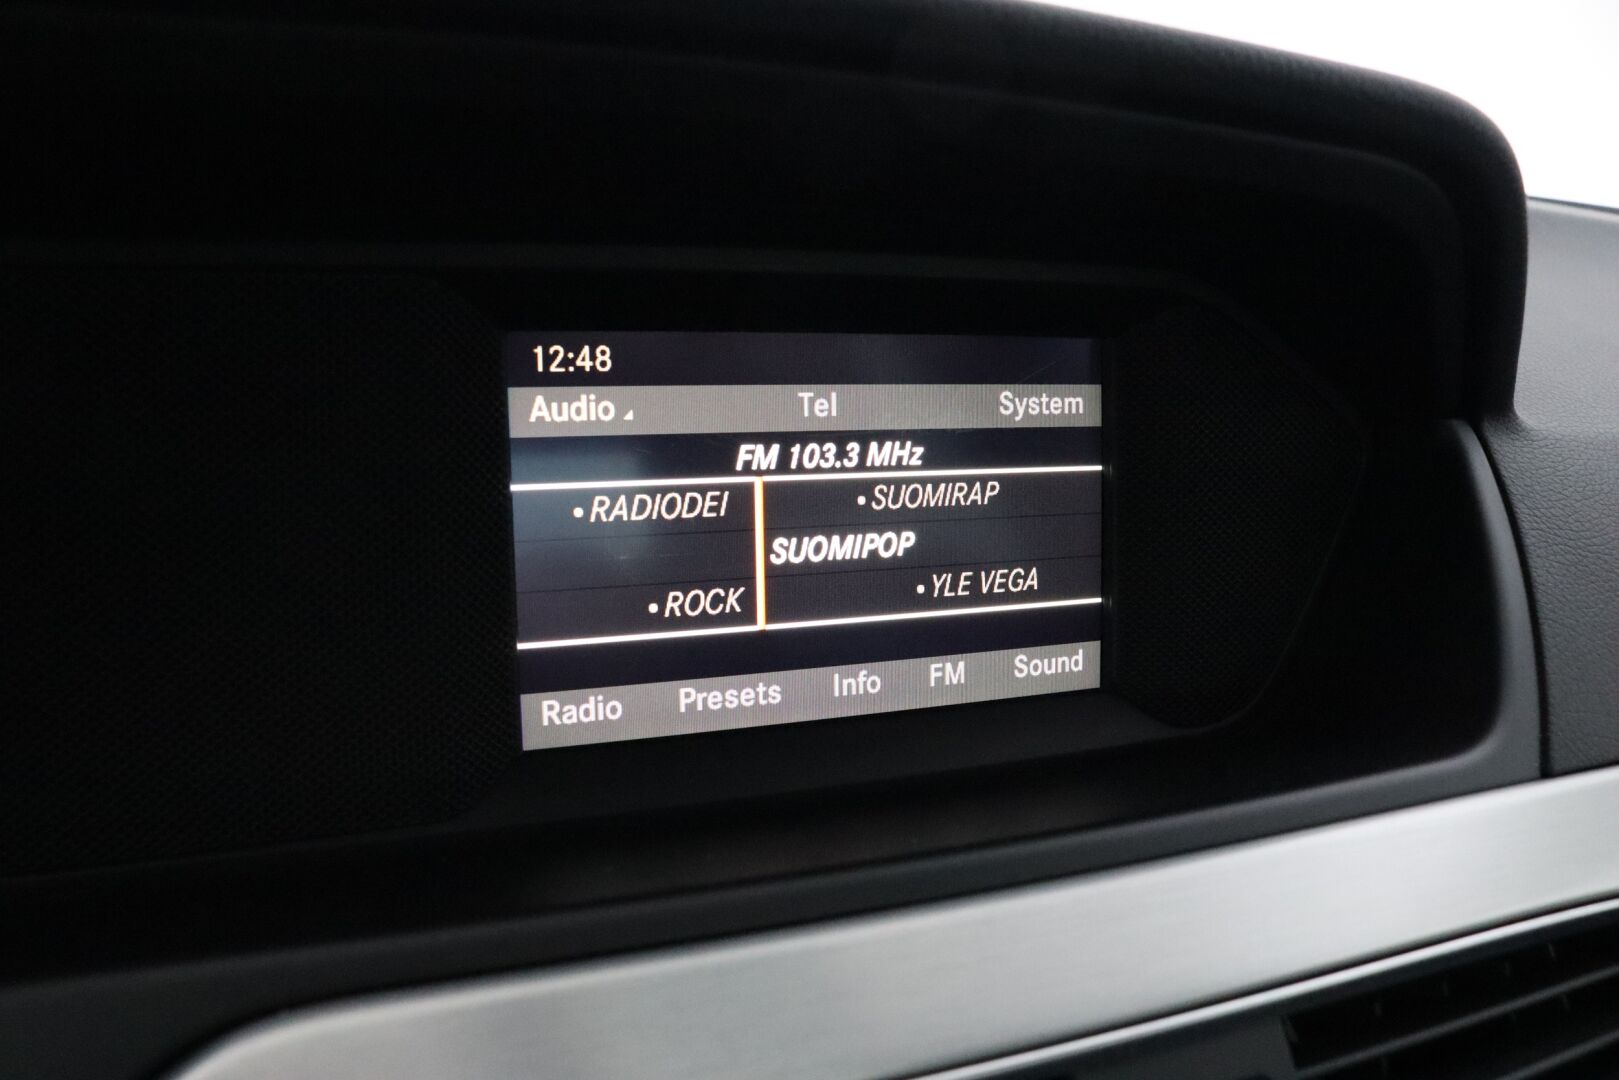 12:48
Audio Tel System
FM 103.3 MHz
• RADIODEI • SUOMIRAP
SUOMIPOP
• ROCK • YLE VEGA
Radio Presets Info FM Sound